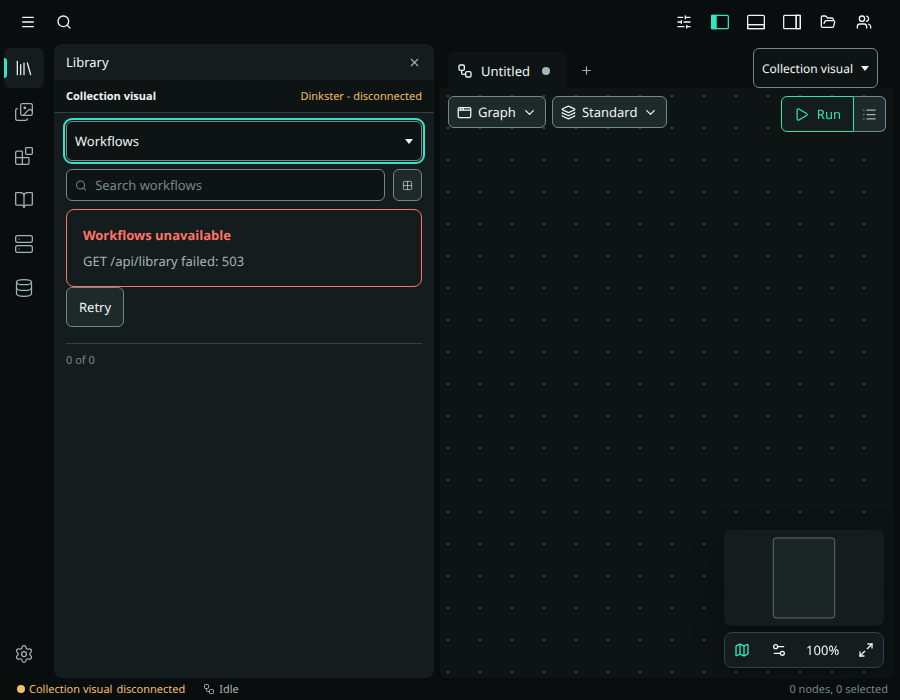 Library
Collection visual
Dinkster - disconnected
Workflows
Search workflows
Workflows unavailable
GET /api/library failed: 503
Retry
0 of 0
Untitled
Collection visual
Graph
Standard
Run
100%
Collection visual disconnected
Idle
0 nodes, 0 selected